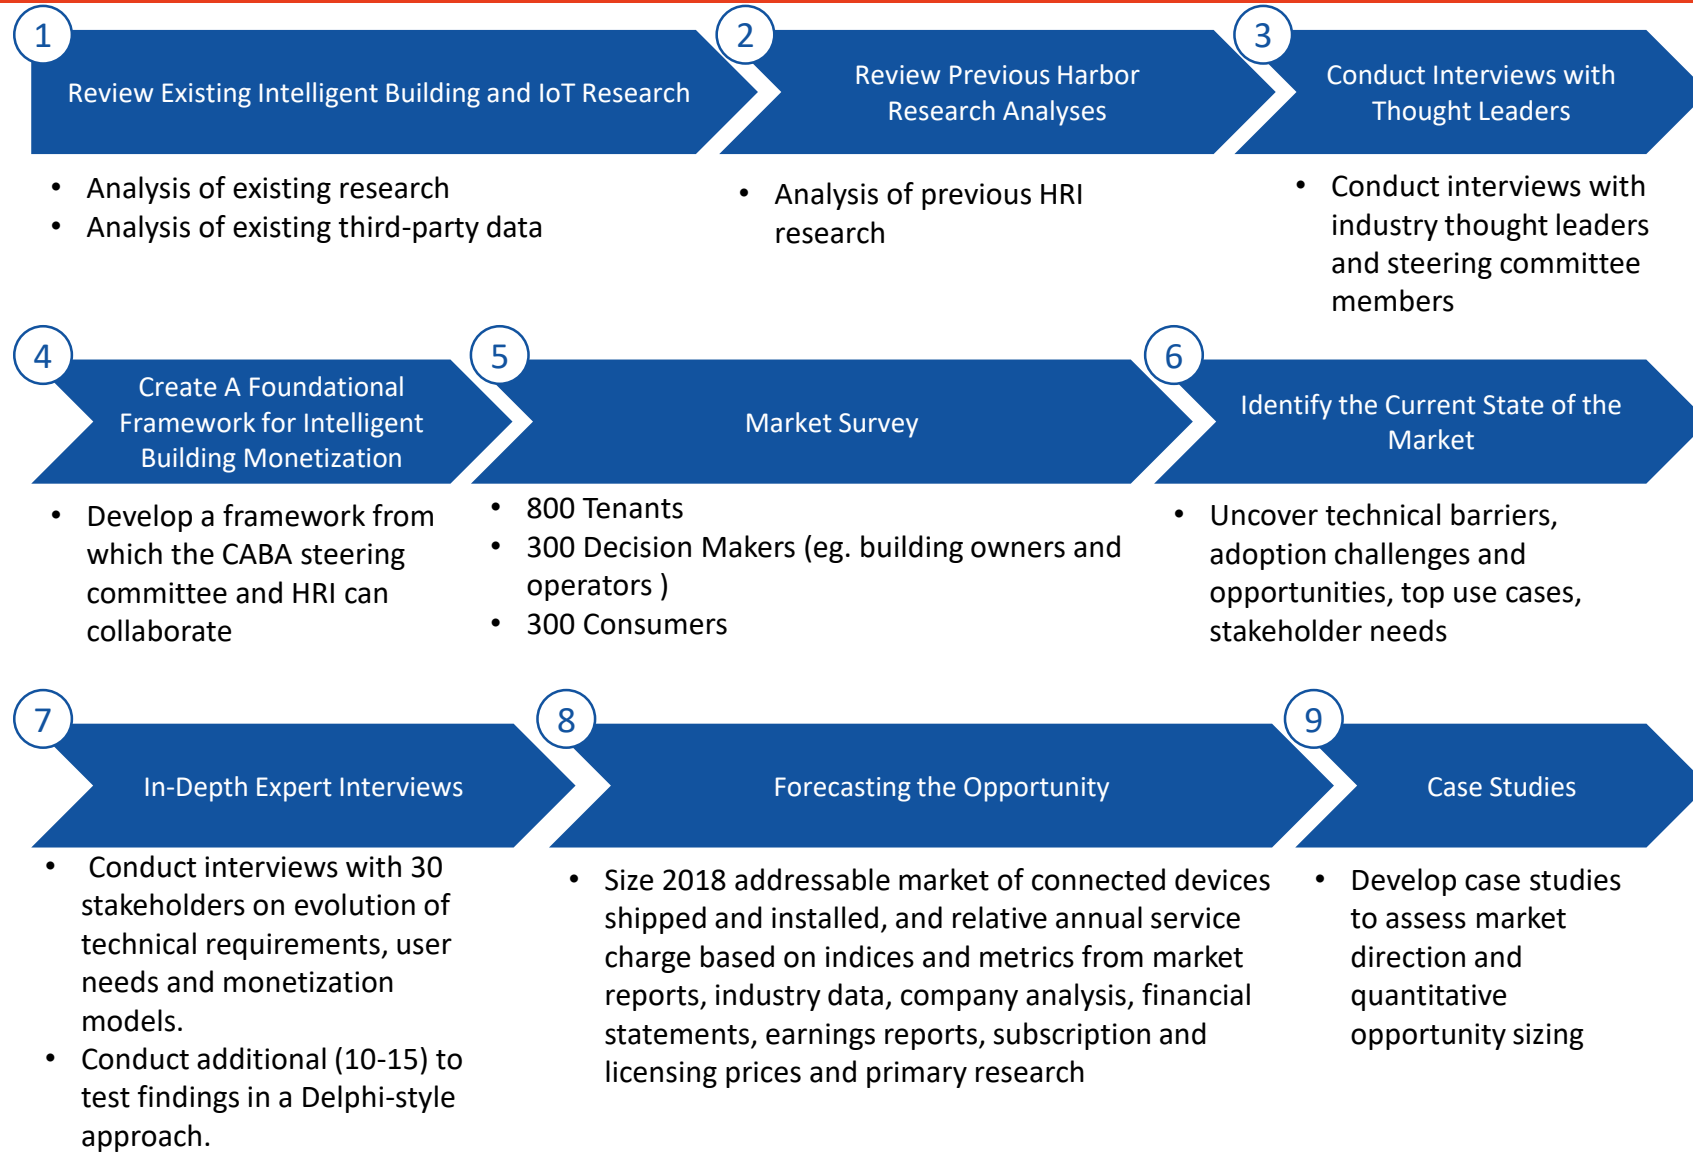 1
Review Existing Intelligent Building and IoT Research
• Analysis of existing research
• Analysis of existing third-party data
2
Review Previous Harbor
Research Analyses
• Analysis of previous HRI
research
3
Conduct Interviews with
Thought Leaders
• Conduct interviews with
industry thought leaders
and steering committee
members
4
Create A Foundational
Framework for Intelligent
Building Monetization
• Develop a framework from
which the CABA steering
committee and HRI can
collaborate
5
Market Survey
• 800 Tenants
• 300 Decision Makers (eg. building owners and
operators )
• 300 Consumers
6
Identify the Current State of the
Market
• Uncover technical barriers,
adoption challenges and
opportunities, top use cases,
stakeholder needs
7
In-Depth Expert Interviews
• Conduct interviews with 30
stakeholders on evolution of
technical requirements, user
needs and monetization
models.
• Conduct additional (10-15) to
test findings in a Delphi-style
approach.
8
Forecasting the Opportunity
• Size 2018 addressable market of connected devices
shipped and installed, and relative annual service
charge based on indices and metrics from market
reports, industry data, company analysis, financial
statements, earnings reports, subscription and
licensing prices and primary research
9
Case Studies
• Develop case studies
to assess market
direction and
quantitative
opportunity sizing